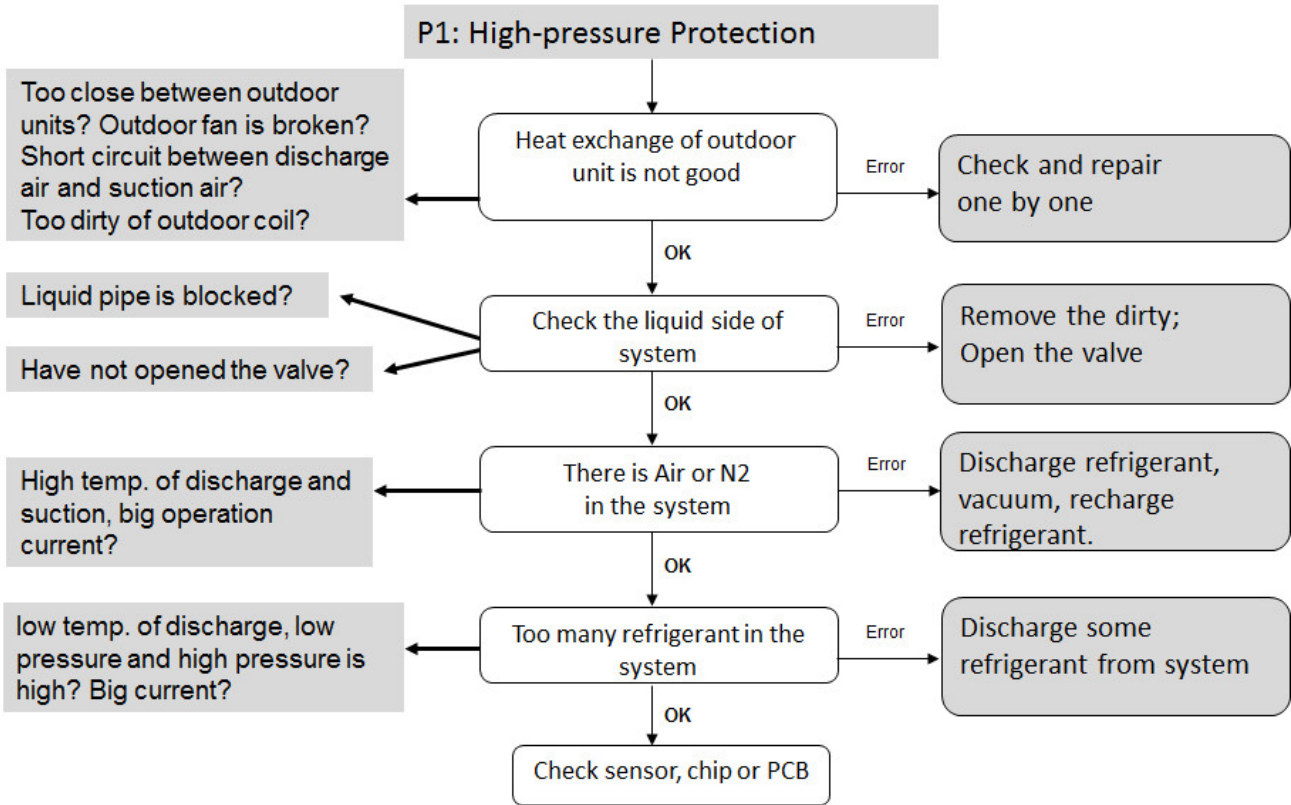 P1: High-pressure Protection
Too close between outdoor
units? Outdoor fan is broken?
Short circuit between discharge
air and suction air?
Too dirty of outdoor coil?
Heat exchange of outdoor
unit is not good
Error
Check and repair
one by one
OK
Liquid pipe is blocked?
Have not opened the valve?
Check the liquid side of
system
Error
Remove the dirty;
Open the valve
OK
High temp. of discharge and
suction, big operation
current?
There is Air or N2
in the system
Error
Discharge refrigerant,
vacuum, recharge
refrigerant.
OK
low temp. of discharge, low
pressure and high pressure is
high? Big current?
Too many refrigerant in the
system
Error
Discharge some
refrigerant from system
OK
Check sensor, chip or PCB